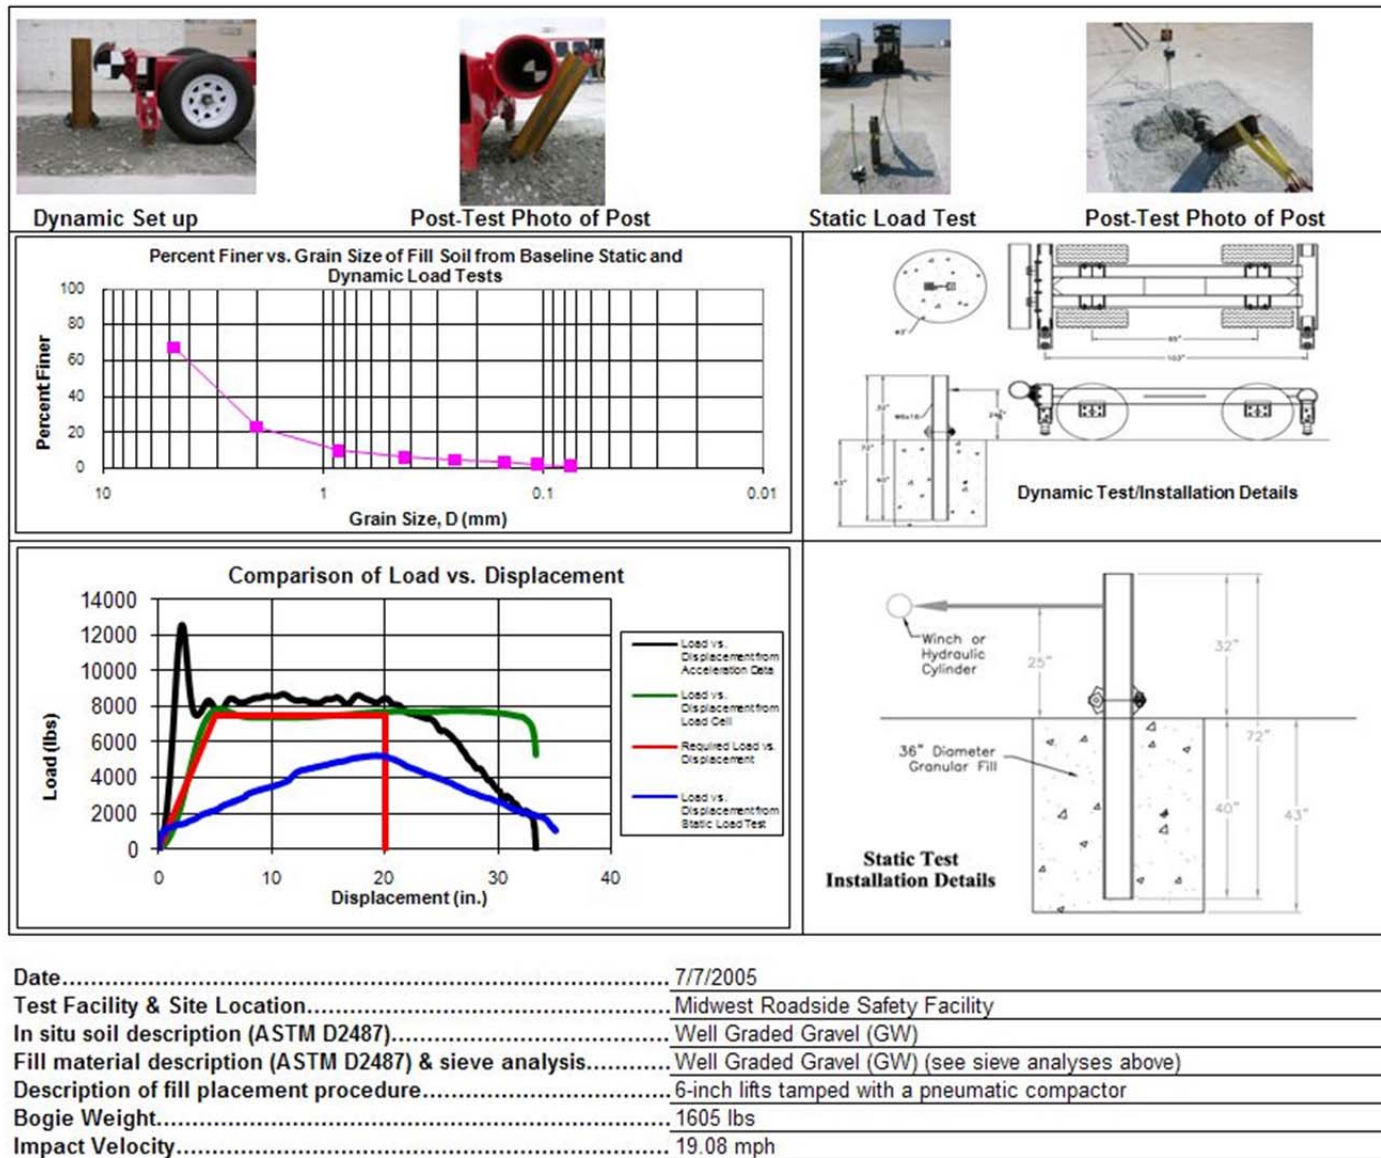 Dynamic Set up
Post-Test Photo of Post
Static Load Test
Post-Test Photo of Post
Percent Finer vs. Grain Size of Fill Soil from Baseline Static and
Dynamic Load Tests
Percent Finer
100
80
60
40
20
0
10
1
0.1
0.01
Grain Size, D (mm)
W6x16
32"
72"
40"
43"
103"
Dynamic Test/Installation Details
Comparison of Load vs. Displacement
Load (lbs)
14000
12000
10000
8000
6000
4000
2000
0
0
10
20
30
40
Displacement (in.)
Load vs.
Displacement from
Acceleration Data
Load vs.
Displacement from
Load Cell
Required Load vs.
Displacement
Load vs.
Displacement from
Static Load Test
Winch or
Hydraulic
Cylinder
25"
32"
72"
36" Diameter
Granular Fill
40"
43"
Static Test
Installation Details
Date 7/7/2005
Test Facility & Site Location Midwest Roadside Safety Facility
In situ soil description (ASTM D2487) Well Graded Gravel (GW)
Fill material description (ASTM D2487) & sieve analysis Well Graded Gravel (GW) (see sieve analyses above)
Description of fill placement procedure 6-inch lifts tamped with a pneumatic compactor
Bogie Weight 1605 lbs
Impact Velocity 19.08 mph